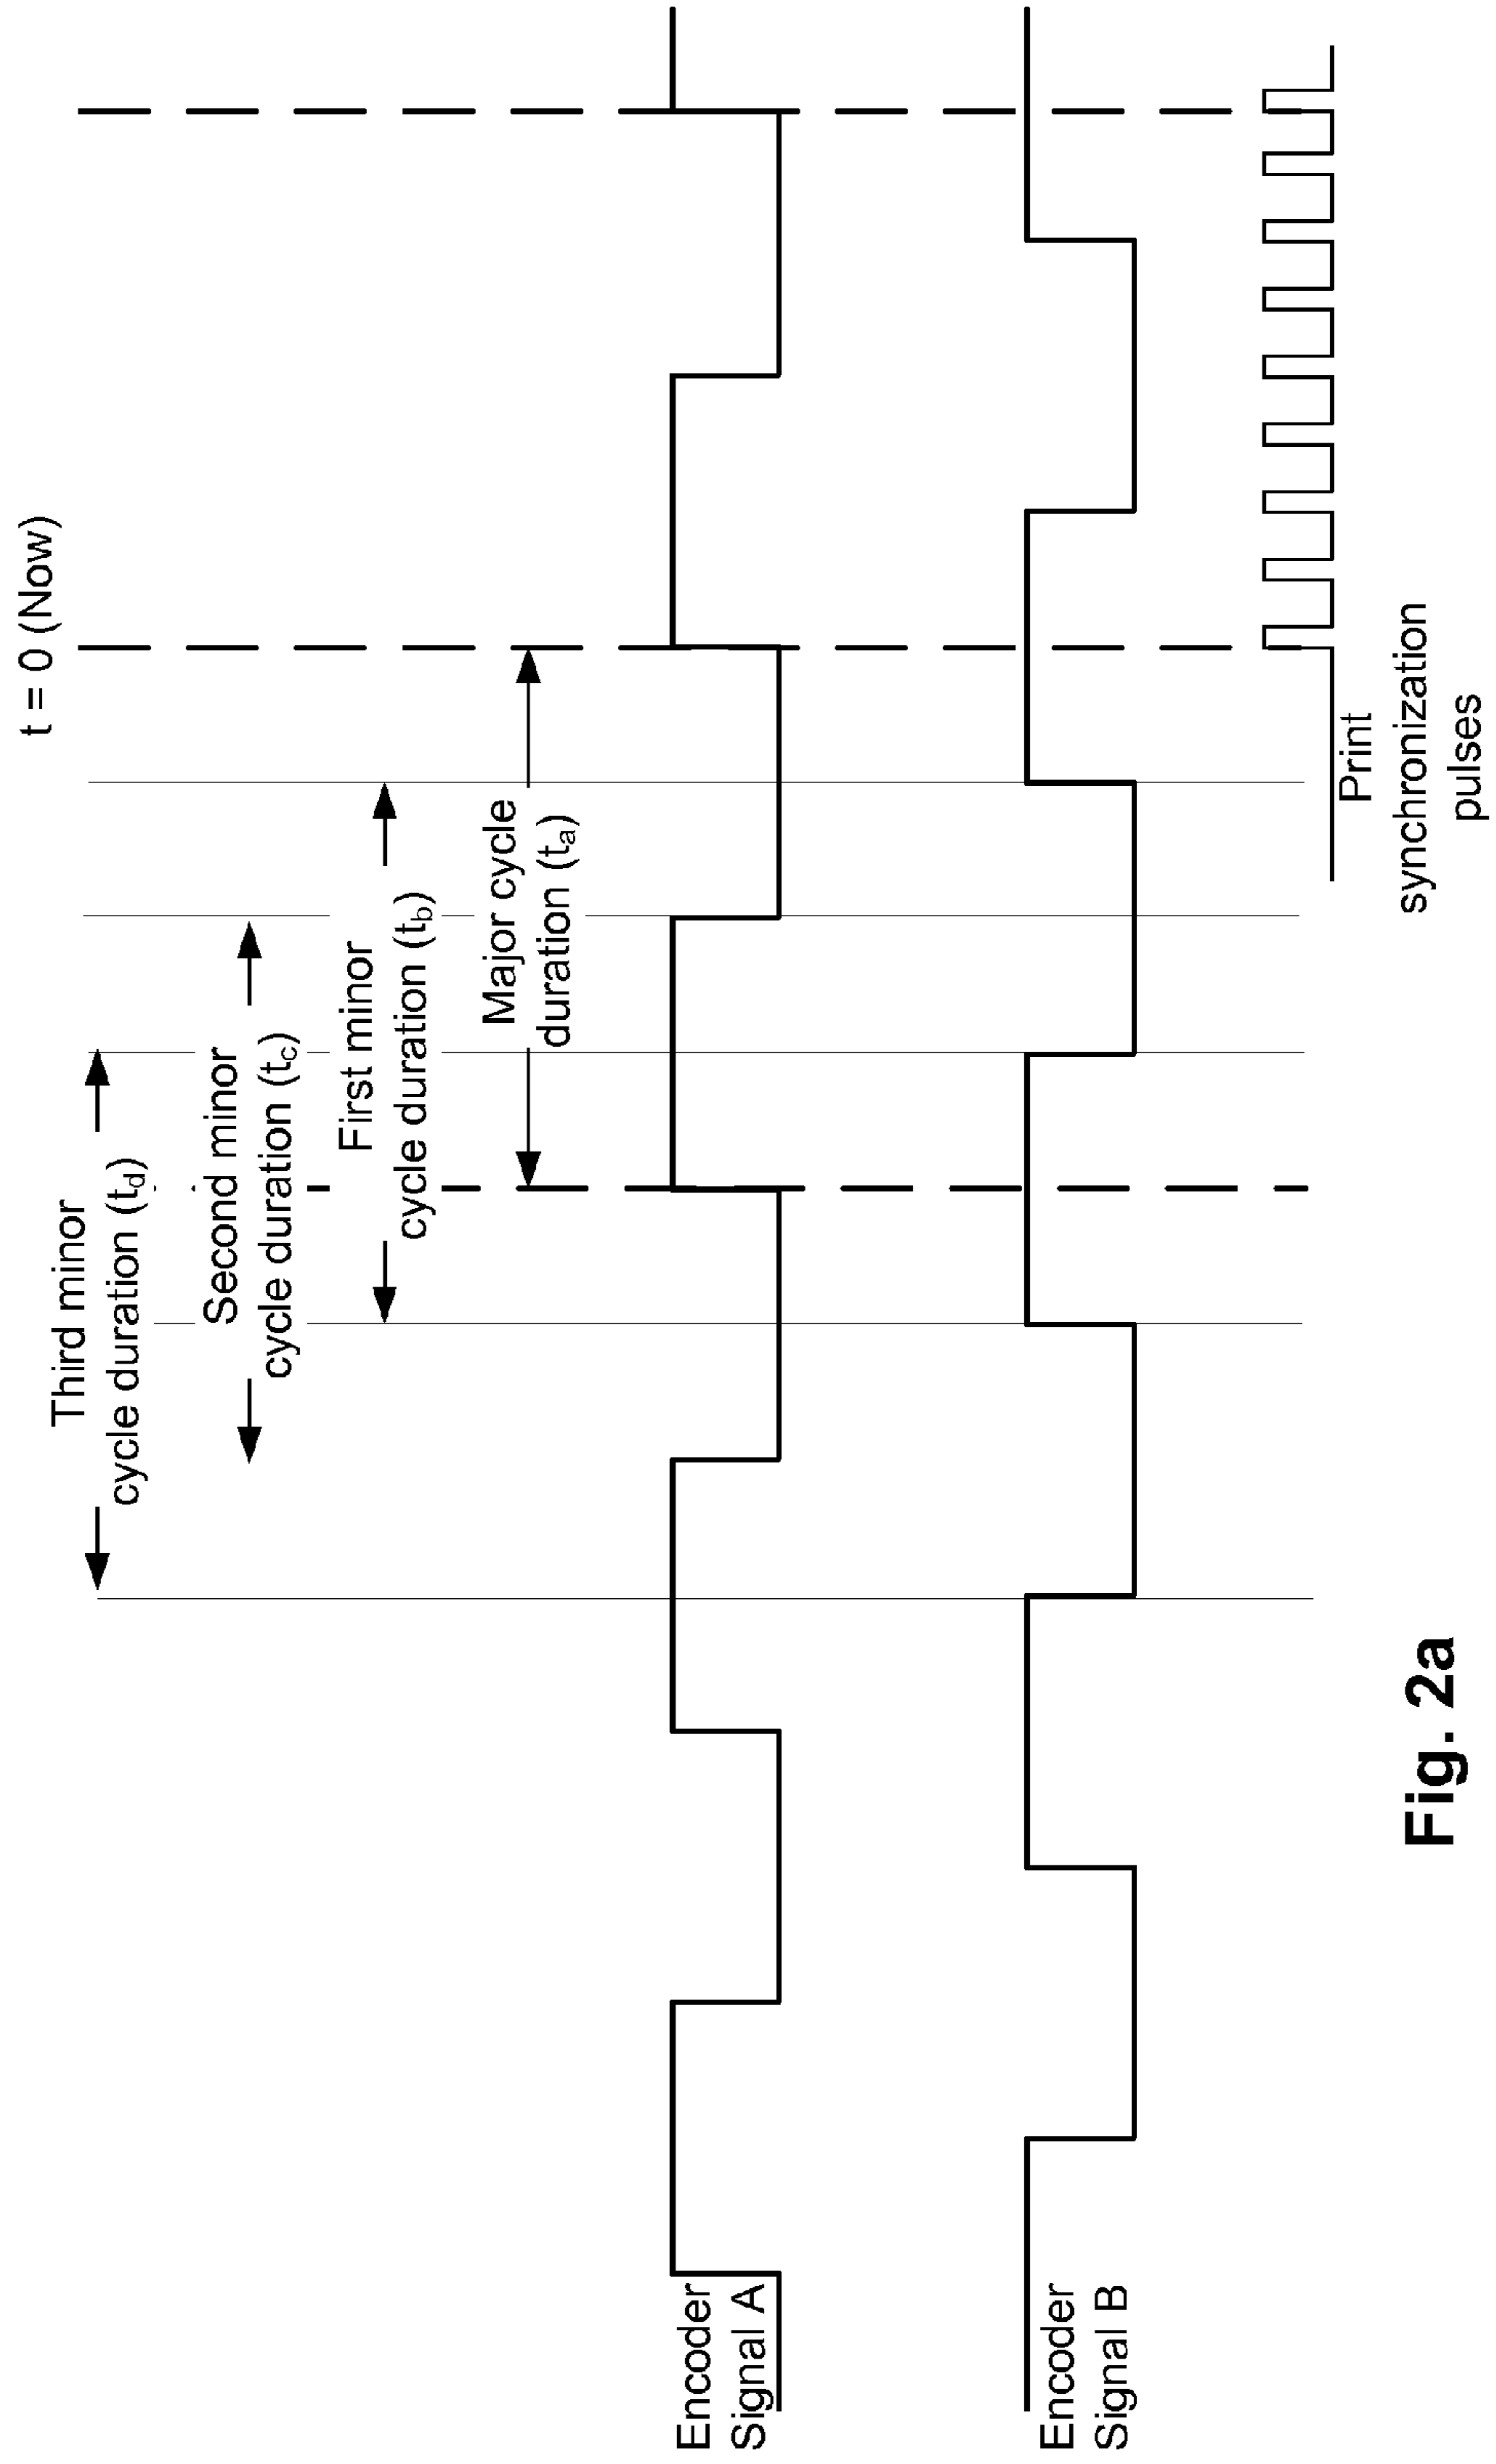 t = 0 (Now)
Third minor
cycle duration (td)
Second minor
cycle duration (tc)
First minor
cycle duration (tb)
Major cycle
duration (ta)
Encoder
Signal A
Encoder
Signal B
Print
synchronization
pulses
Fig. 2a